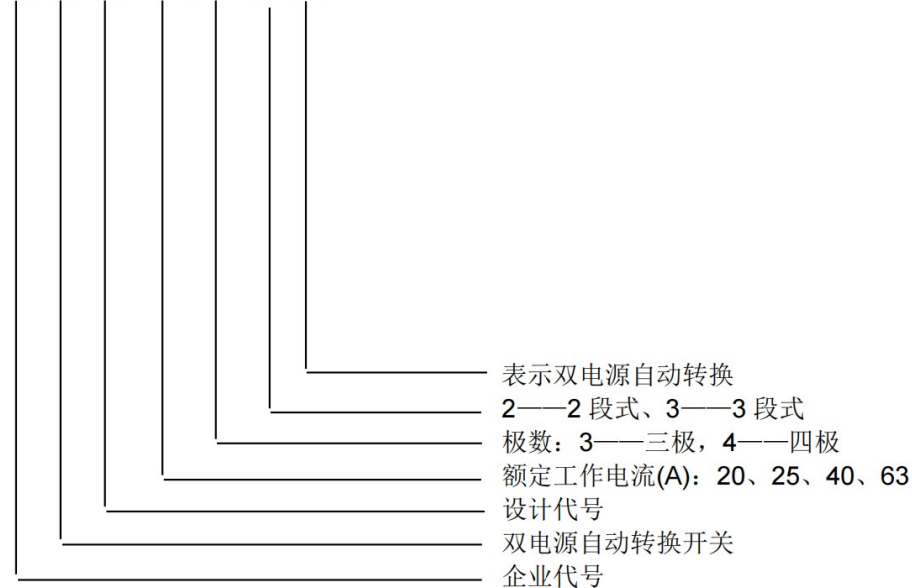 表示双电源自动转换
2——2 段式、3——3 段式
极数：3——三极，4——四极
额定工作电流(A)：20、25、40、63
设计代号
双电源自动转换开关
企业代号